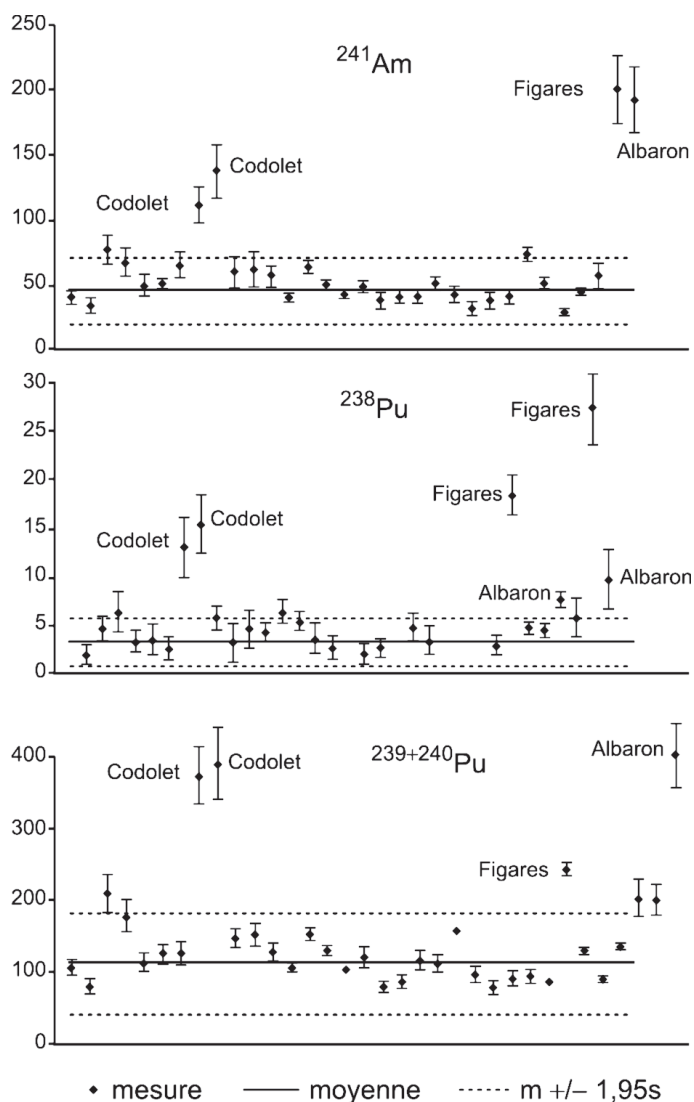 250
²⁴¹Am
200
Figares
150
Codolet
Albaron
Codolet
100
50
0
30
²³⁸Pu
25
Figares
20
Figares
15
Codolet
Codolet
10
Albaron
Albaron
5
0
400
Codolet
Codolet
²³⁹⁺²⁴⁰Pu
Albaron
300
Figares
200
100
0
mesure moyenne m +/– 1,95s